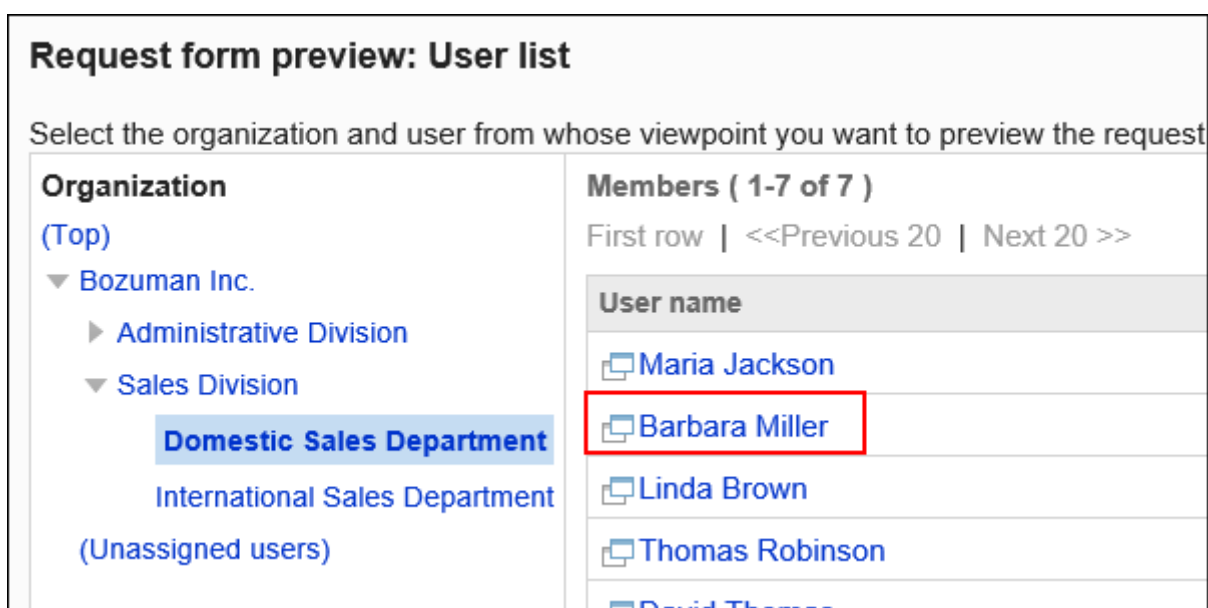 Request form preview: User list
Select the organization and user from whose viewpoint you want to preview the request
Organization
(Top)
Bozuman Inc.
Administrative Division
Sales Division
Domestic Sales Department
International Sales Department
(Unassigned users)
Members ( 1-7 of 7 )
First row | <<Previous 20 | Next 20 >>
User name
Maria Jackson
Barbara Miller
Linda Brown
Thomas Robinson